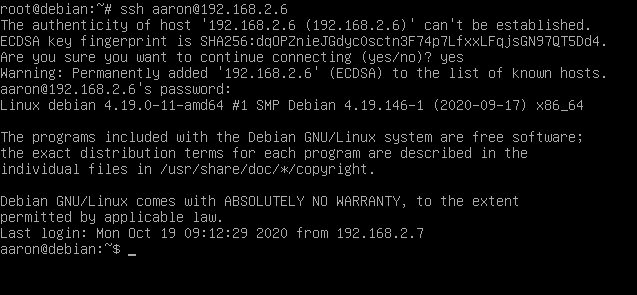 root@debian:~# ssh aaron@192.168.2.6
The authenticity of host '192.168.2.6 (192.168.2.6)' can't be established.
ECDSA key fingerprint is SHA256:dqOPZnieJGdycOsctn3F74p7LfxxLFqjsGN97QT5Dd4.
Are you sure you want to continue connecting (yes/no)? yes
Warning: Permanently added '192.168.2.6' (ECDSA) to the list of known hosts.
aaron@192.168.2.6's password:
Linux debian 4.19.0-11-amd64 #1 SMP Debian 4.19.146-1 (2020-09-17) x86_64
The programs included with the Debian GNU/Linux system are free software;
the exact distribution terms for each program are described in the
individual files in /usr/share/doc/*/copyright.
Debian GNU/Linux comes with ABSOLUTELY NO WARRANTY, to the extent
permitted by applicable law.
Last login: Mon Oct 19 09:12:29 2020 from 192.168.2.7
aaron@debian:~$ _